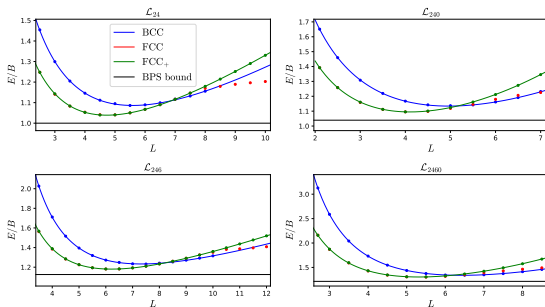 𝓛₂₄
E/B
1.5
1.4
1.3
1.2
1.1
1.0
3 4 5 6 7 8 9 10
L
BCC
FCC
FCC₊
BPS bound
𝓛₂₄₀
E/B
1.7
1.6
1.5
1.4
1.3
1.2
1.1
1.0
2 3 4 5 6 7
L
𝓛₂₄₆
E/B
2.0
1.8
1.6
1.4
1.2
4 5 6 7 8 9 10 11 12
L
𝓛₂₄₆₀
E/B
3.0
2.5
2.0
1.5
3 4 5 6 7 8
L